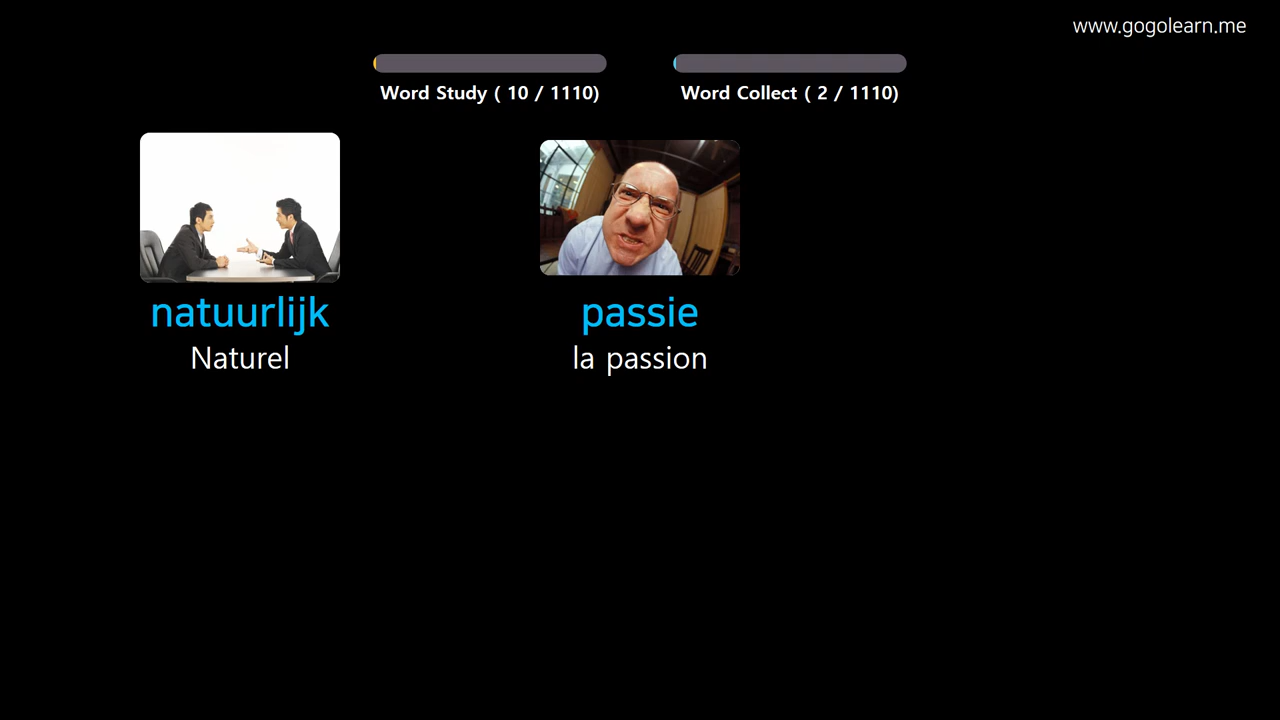 www.gogolearn.me
Word Study ( 10 / 1110)
Word Collect ( 2 / 1110)
natuurlijk
Naturel
passie
la passion